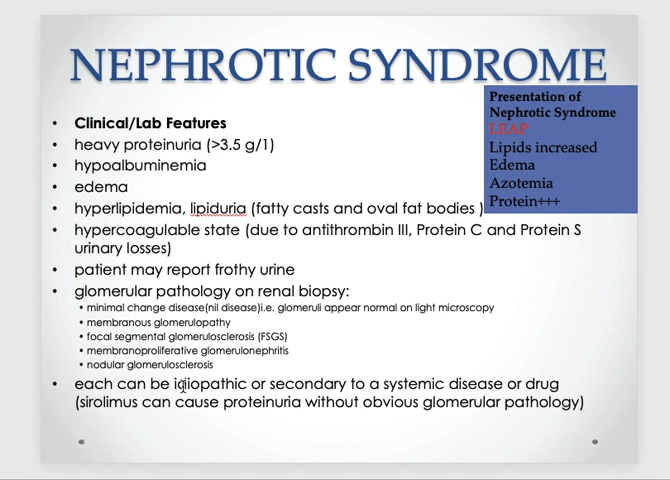 NEPHROTIC SYNDROME
Presentation of
Nephrotic Syndrome
LEAP
Lipids increased
Edema
Azotemia
Protein+++
• Clinical/Lab Features
• heavy proteinuria (>3.5 g/1)
• hypoalbuminemia
• edema
• hyperlipidemia, lipiduria (fatty casts and oval fat bodies )
• hypercoagulable state (due to antithrombin III, Protein C and Protein S
urinary losses)
• patient may report frothy urine
• glomerular pathology on renal biopsy:
• minimal change disease(nil disease)i.e. glomeruli appear normal on light microscopy
• membranous glomerulopathy
• focal segmental glomerulosclerosis (FSGS)
• membranoproliferative glomerulonephritis
• nodular glomerulosclerosis
• each can be idiopathic or secondary to a systemic disease or drug
(sirolimus can cause proteinuria without obvious glomerular pathology)